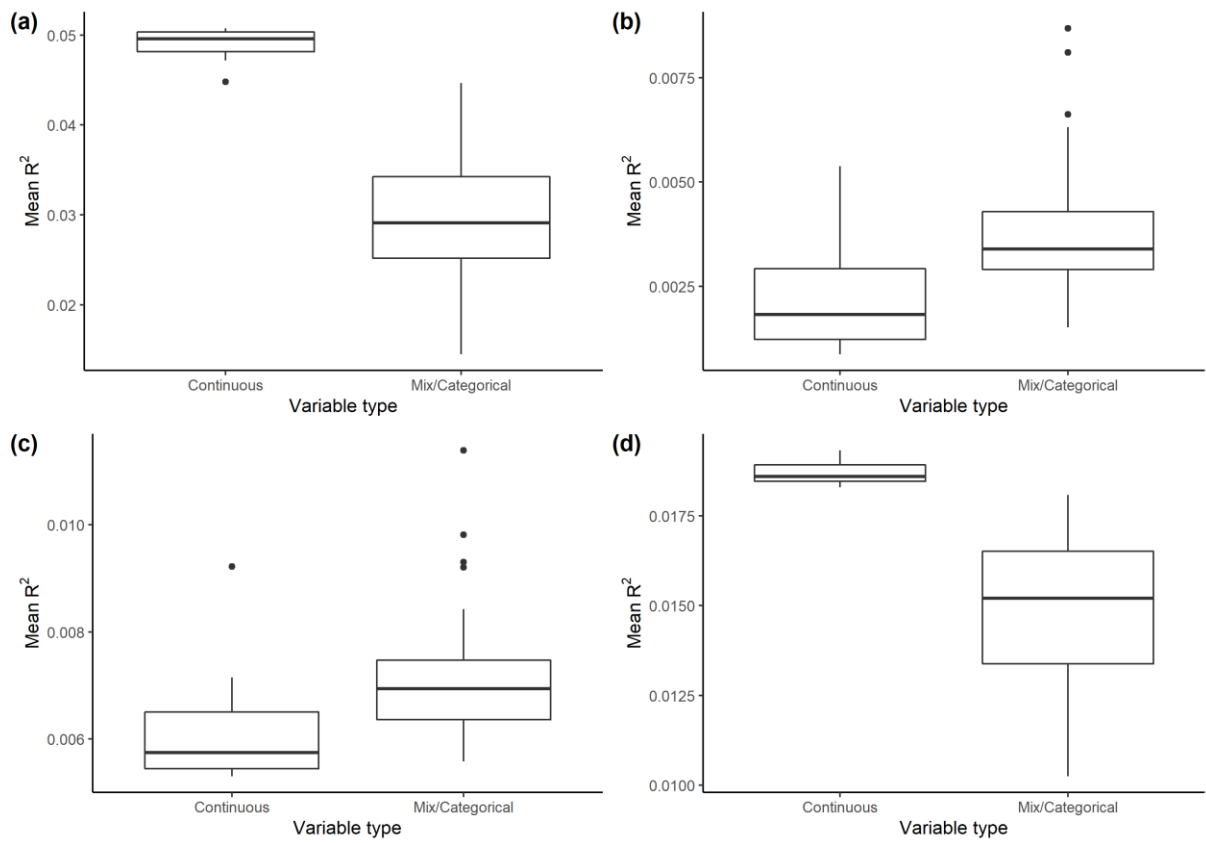 (a)
Mean R²
0.05
0.04
0.03
0.02
Continuous Mix/Categorical
Variable type
(b)
Mean R²
0.0075
0.0050
0.0025
Continuous Mix/Categorical
Variable type
(c)
Mean R²
0.010
0.008
0.006
Continuous Mix/Categorical
Variable type
(d)
Mean R²
0.0175
0.0150
0.0125
0.0100
Continuous Mix/Categorical
Variable type